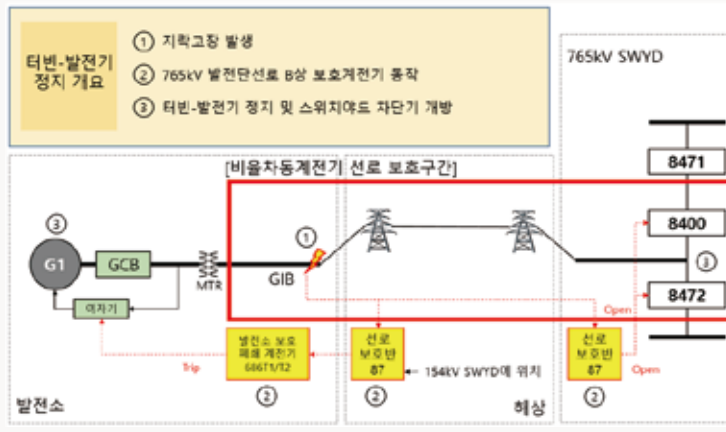 터빈-발전기
정지 개요
① 지락고장 발생
② 765kV 발전단선로 B상 보호계전기 동작
③ 터빈-발전기 정지 및 스위치야드 차단기 개방
765kV SWYD
[비율차동계전기 선로 보호구간]
8471
③
①
8400
G1
GCB
MTR
GIB
③
8472
여자기
Open
발전소 보호
폐쇄 계전기
686T1/T2
선로
보호반
87
선로
보호반
87
Trip
154kV SWYD에 위치
Open
②
②
②
발전소
해상